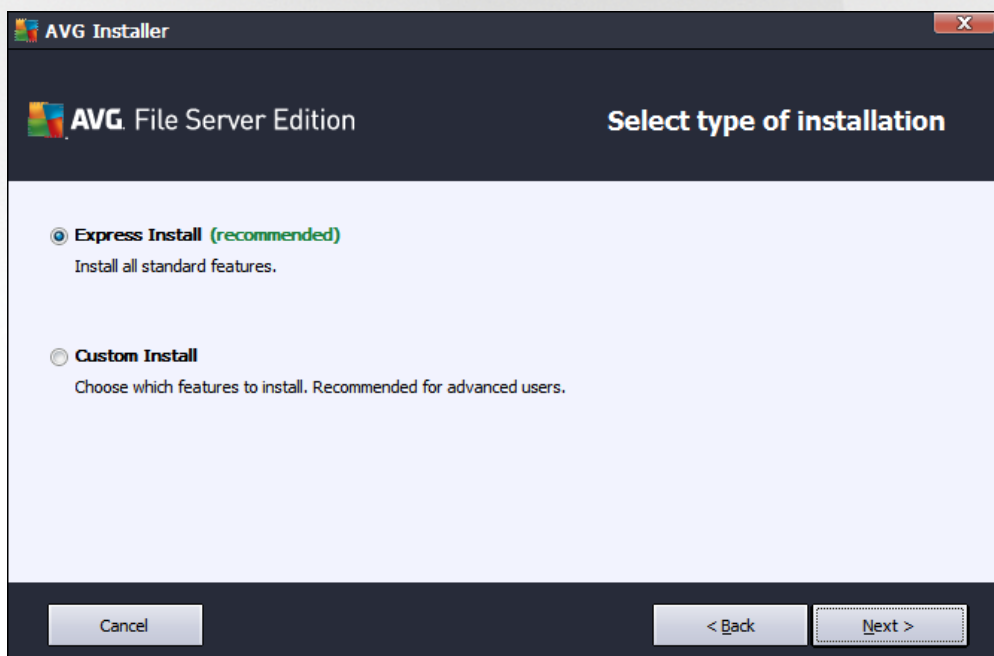 AVG Installer
AVG. File Server Edition
Select type of installation
Express Install (recommended)
Install all standard features.
Custom Install
Choose which features to install. Recommended for advanced users.
Cancel
< Back
Next >